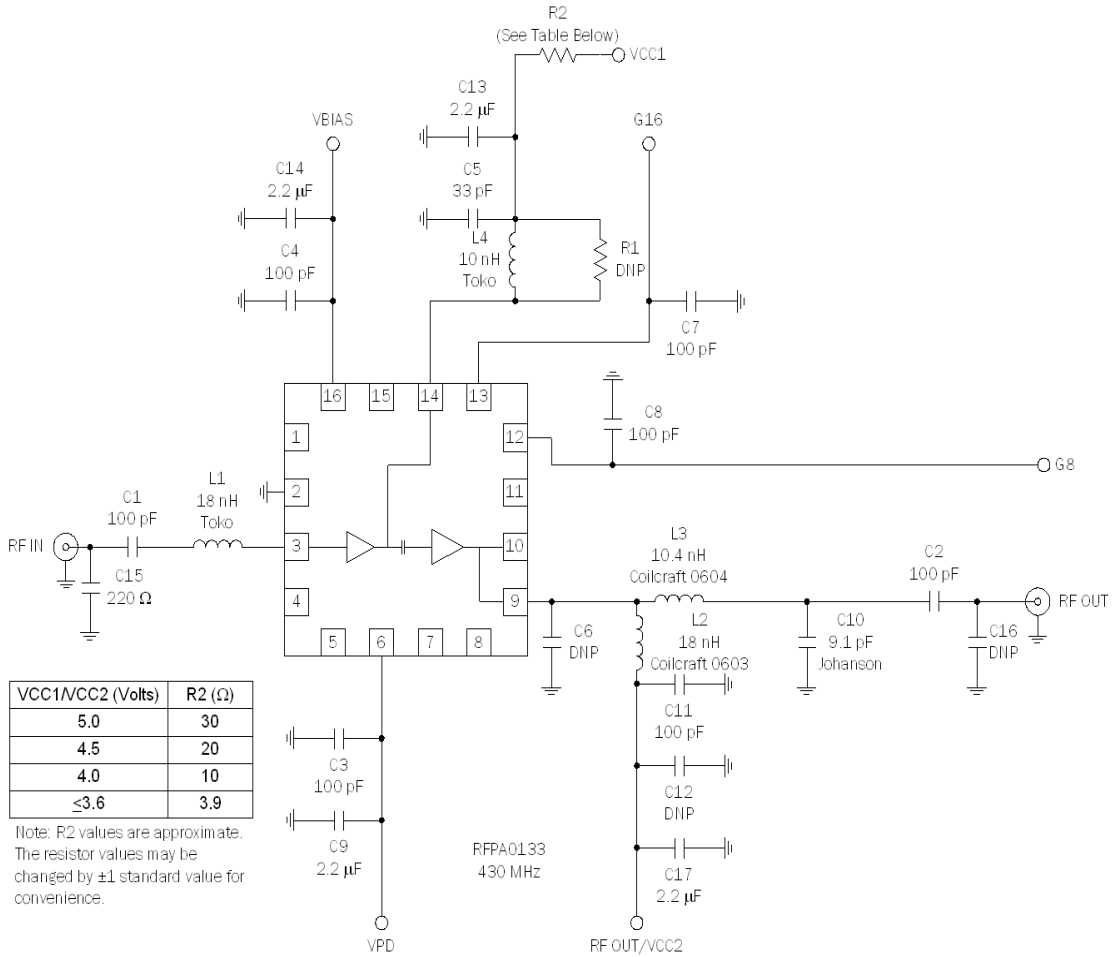 R2
(See Table Below)
VCC1
C13
2.2 µF
VBIAS
G16
C14
2.2 µF
C5
33 pF
C4
100 pF
L4
10 nH
Toko
R1
DNP
C7
100 pF
16
15
14
13
C8
100 pF
1
12
G8
2
11
L1
18 nH
Toko
C1
100 pF
RF IN
3
10
C15
220 Ω
L3
10.4 nH
Coilcraft 0604
C2
100 pF
4
9
RF OUT
5
6
7
8
C6
DNP
L2
18 nH
Coilcraft 0603
C10
9.1 pF
Johanson
C16
DNP
C11
100 pF
VCC1/VCC2 (Volts) R2 (Ω)
5.0 30
4.5 20
4.0 10
≤3.6 3.9
Note: R2 values are approximate.
The resistor values may be
changed by ±1 standard value for
convenience.
C3
100 pF
C12
DNP
C9
2.2 µF
RFPA0133
430 MHz
C17
2.2 µF
VPD
RF OUT/VCC2